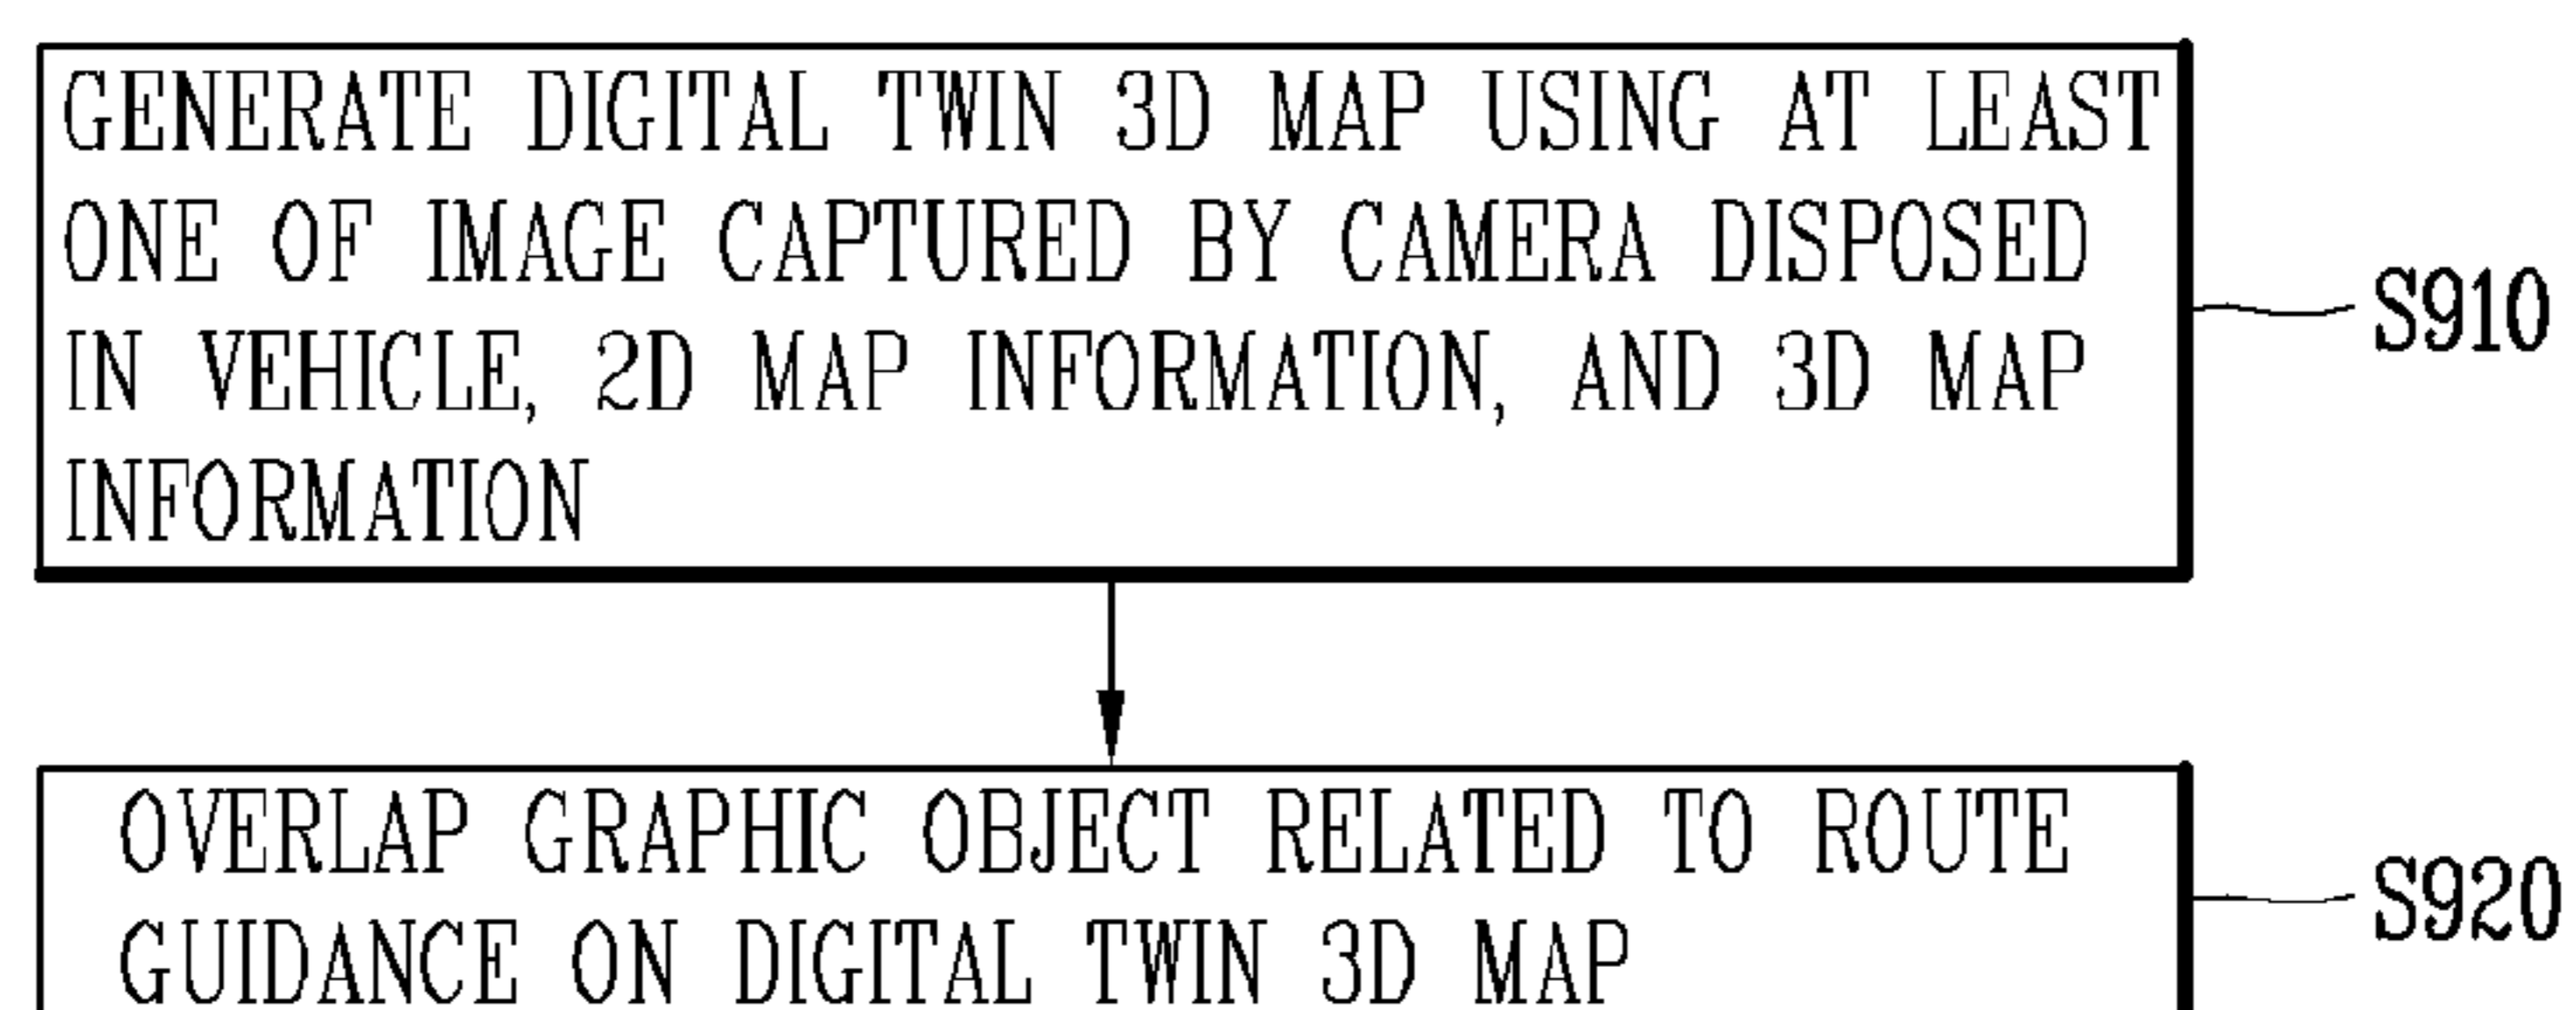 GENERATE DIGITAL TWIN 3D MAP USING AT LEAST
ONE OF IMAGE CAPTURED BY CAMERA DISPOSED
IN VEHICLE, 2D MAP INFORMATION, AND 3D MAP
INFORMATION
S910
OVERLAP GRAPHIC OBJECT RELATED TO ROUTE
GUIDANCE ON DIGITAL TWIN 3D MAP
S920